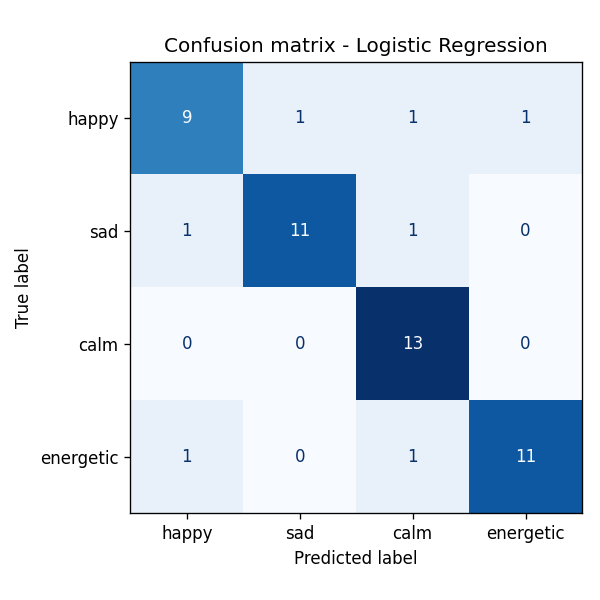 Confusion matrix - Logistic Regression
True label
happy 9 1 1 1
sad 1 11 1 0
calm 0 0 13 0
energetic 1 0 1 11
happy sad calm energetic
Predicted label